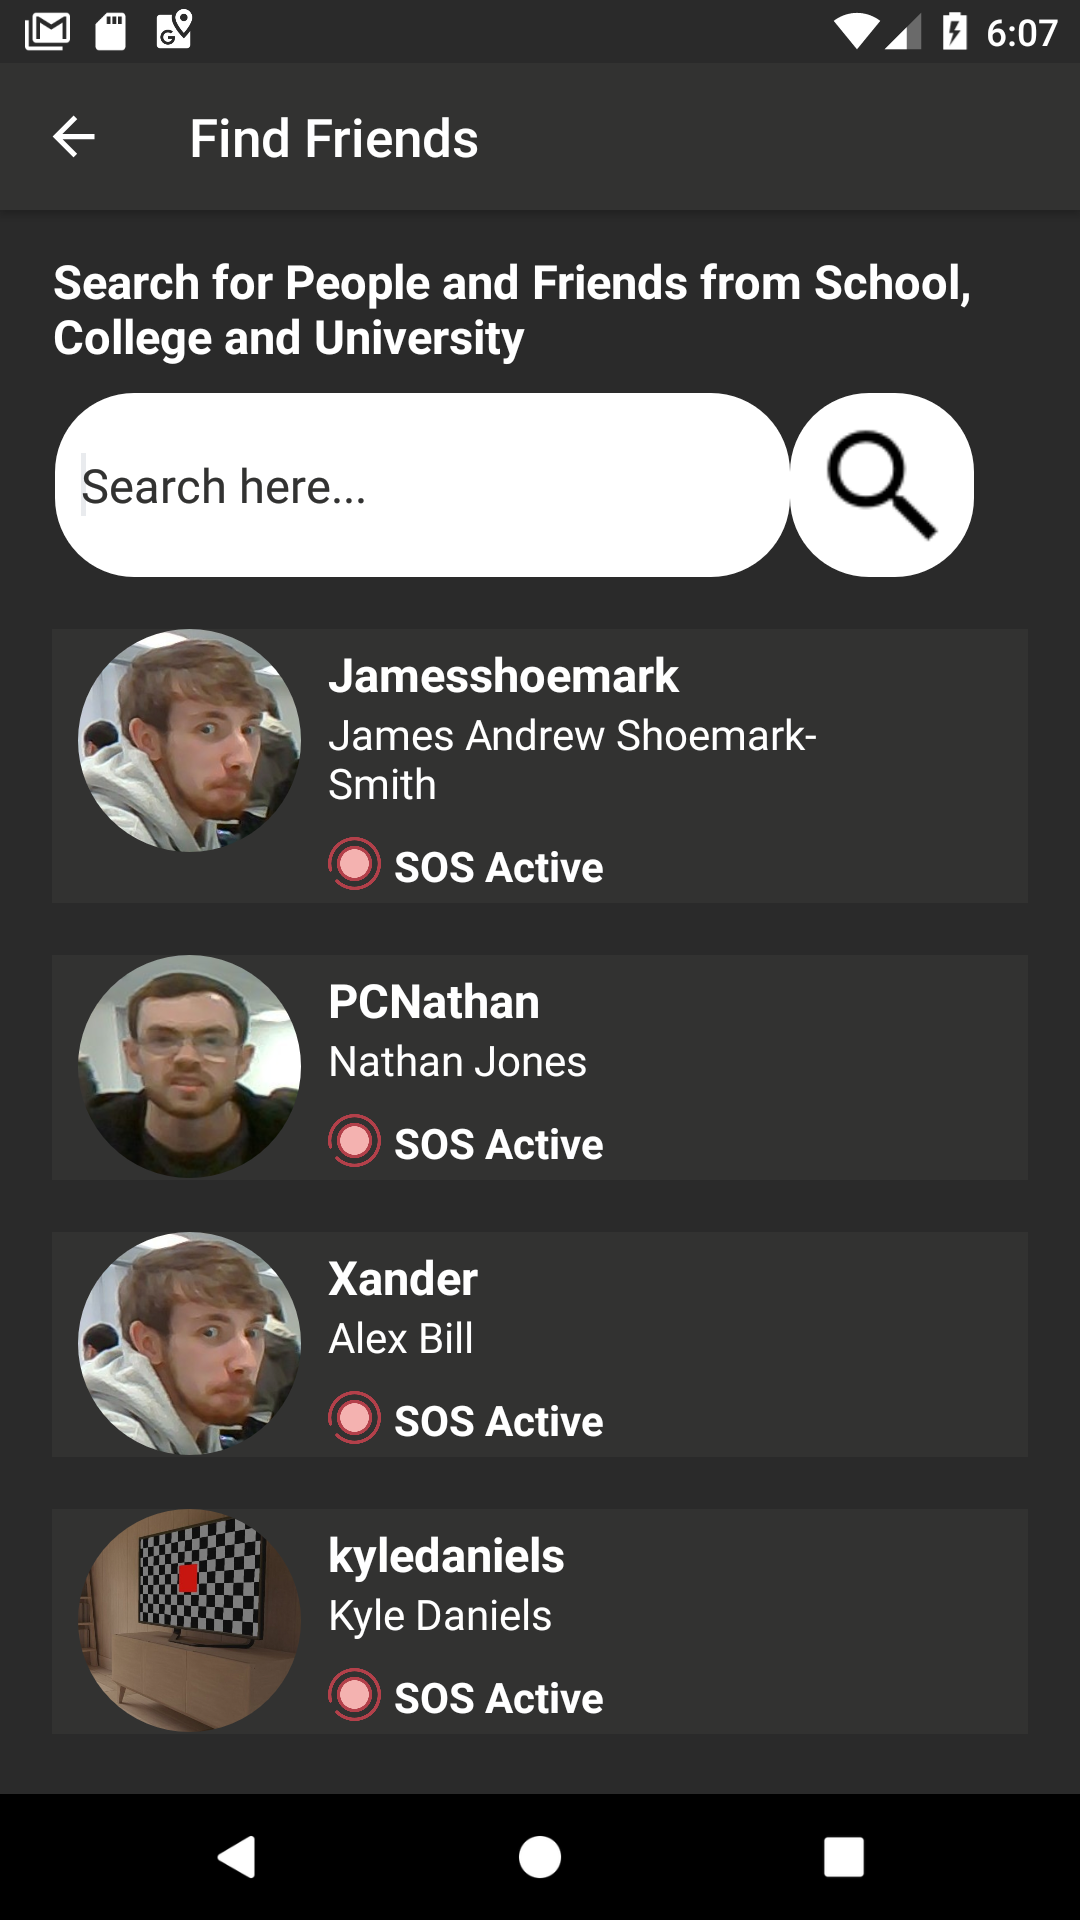 6:07
Find Friends
Search for People and Friends from School,
College and University
Search here...
Jamesshoemark
James Andrew Shoemark-
Smith
SOS Active
PCNathan
Nathan Jones
SOS Active
Xander
Alex Bill
SOS Active
kyledaniels
Kyle Daniels
SOS Active